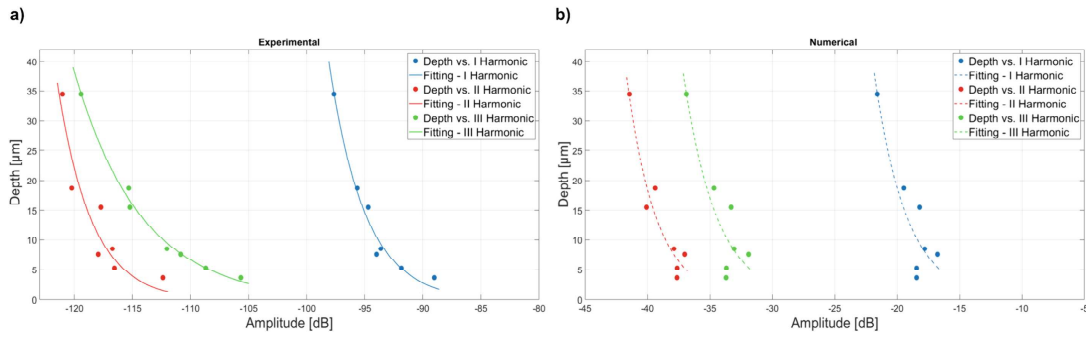 a)
Experimental
40
35
30
25
20
15
10
5
0
Depth [μm]
-120
-115
-110
-105
-100
-95
-90
-85
-80
Amplitude [dB]
Depth vs. I Harmonic
Fitting - I Harmonic
Depth vs. II Harmonic
Fitting - II Harmonic
Depth vs. III Harmonic
Fitting - III Harmonic
b)
Numerical
40
35
30
25
20
15
10
5
0
Depth [μm]
-45
-40
-35
-30
-25
-20
-15
-10
-5
Amplitude [dB]
Depth vs. I Harmonic
Fitting - I Harmonic
Depth vs. II Harmonic
Fitting - II Harmonic
Depth vs. III Harmonic
Fitting - III Harmonic